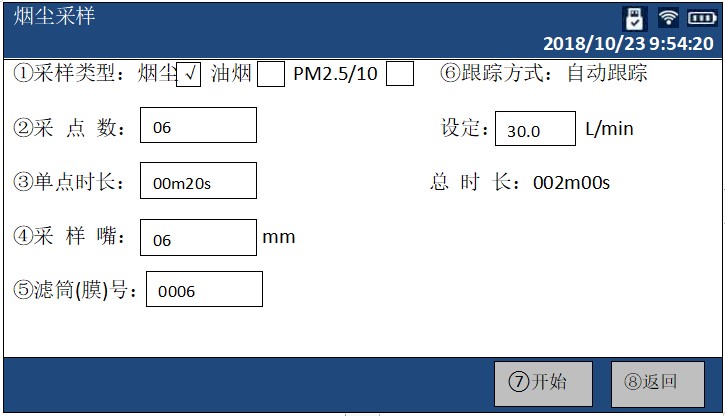 烟尘采样
2018/10/23 9:54:20
①采样类型：烟尘 √ 油烟 PM2.5/10 ⑥跟踪方式：自动跟踪
②采 点 数： 06 设定： 30.0 L/min
③单点时长： 00m20s 总 时 长：002m00s
④采 样 嘴： 06 mm
⑤滤筒(膜)号： 0006
⑦开始 ⑧返回